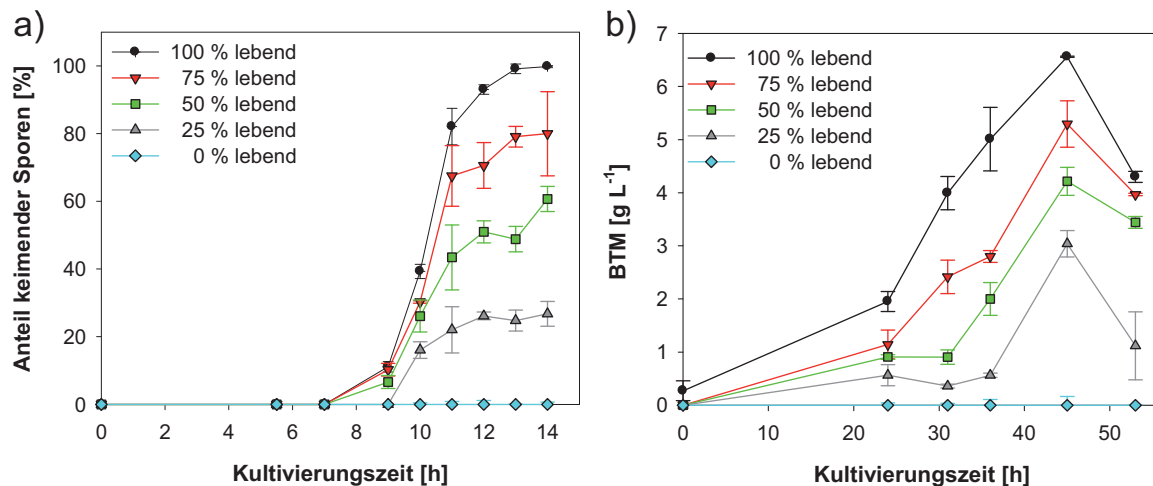 a)
Anteil keimender Sporen [%]
100
80
60
40
20
0
100 % lebend
75 % lebend
50 % lebend
25 % lebend
0 % lebend
0 2 4 6 8 10 12 14
Kultivierungszeit [h]
b)
BTM [g L⁻¹]
7
6
5
4
3
2
1
0
100 % lebend
75 % lebend
50 % lebend
25 % lebend
0 % lebend
0 10 20 30 40 50
Kultivierungszeit [h]